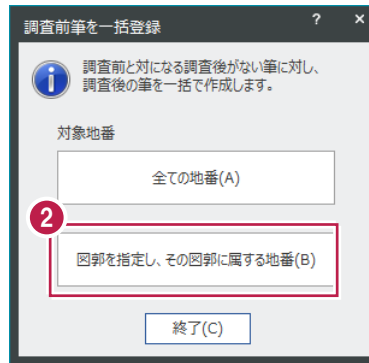 調査前筆を一括登録 ? ×
調査前と対になる調査後がない筆に対し、
調査後の筆を一括で作成します。
対象地番
全ての地番(A)
2
図郭を指定し、その図郭に属する地番(B)
終了(C)